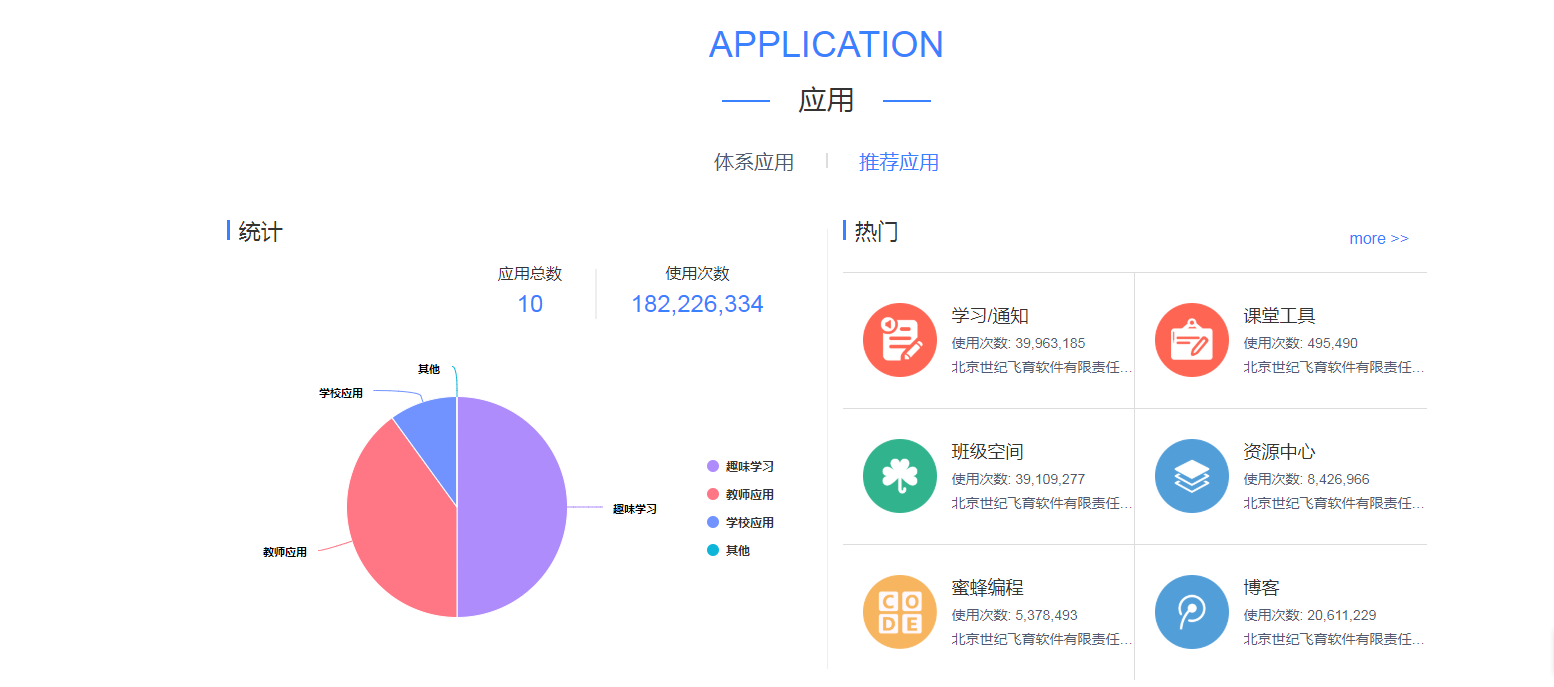 APPLICATION
应用
体系应用
推荐应用
统计
应用总数
10
使用次数
182,226,334
其他
学校应用
趣味学习
教师应用
趣味学习
教师应用
学校应用
其他
热门
more >>
学习/通知
使用次数: 39,963,185
北京世纪飞育软件有限责任...
课堂工具
使用次数: 495,490
北京世纪飞育软件有限责任...
班级空间
使用次数: 39,109,277
北京世纪飞育软件有限责任...
资源中心
使用次数: 8,426,966
北京世纪飞育软件有限责任...
CO
DE
蜜蜂编程
使用次数: 5,378,493
北京世纪飞育软件有限责任...
博客
使用次数: 20,611,229
北京世纪飞育软件有限责任...